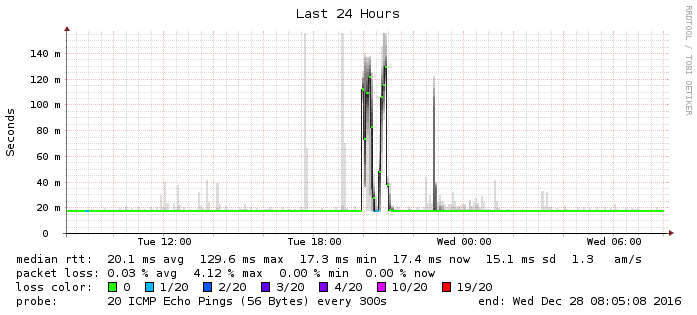 Last 24 Hours
RRDTOOL / TOBI OETIKER
Seconds
140 m
120 m
100 m
80 m
60 m
40 m
20 m
0
Tue 12:00 Tue 18:00 Wed 00:00 Wed 06:00
median rtt: 20.1 ms avg 129.6 ms max 17.3 ms min 17.4 ms now 15.1 ms sd 1.3 am/s
packet loss: 0.03 % avg 4.12 % max 0.00 % min 0.00 % now
loss color: 0 1/20 2/20 3/20 4/20 10/20 19/20
probe: 20 ICMP Echo Pings (56 Bytes) every 300s end: Wed Dec 28 08:05:08 2016